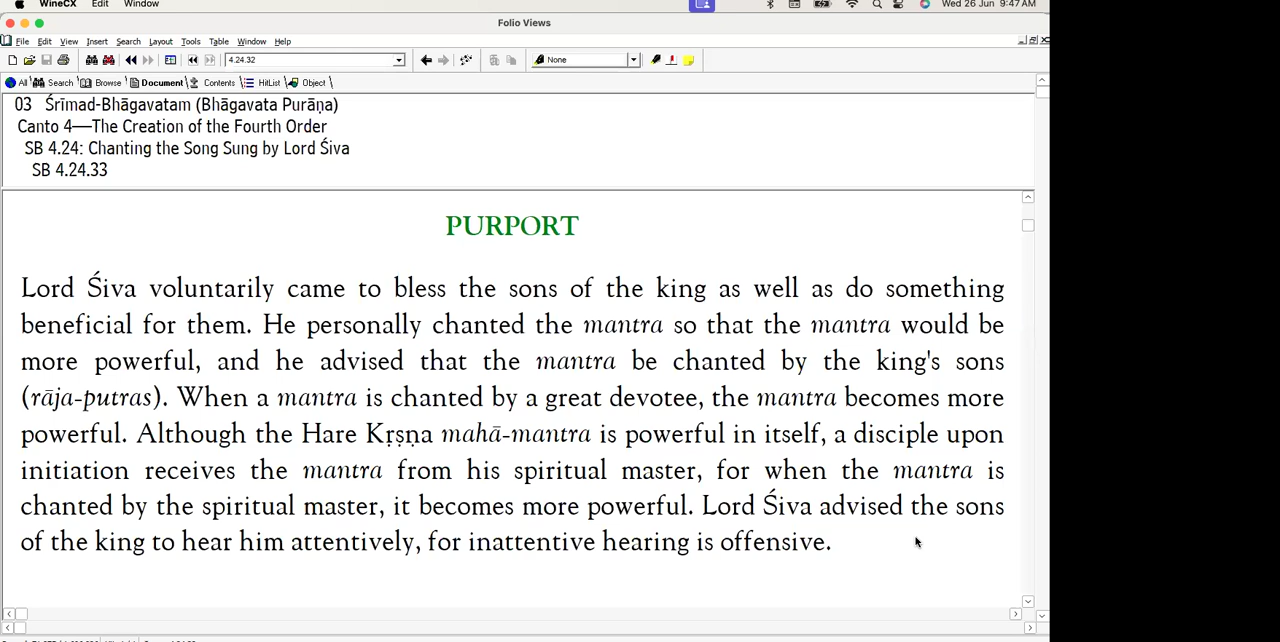 WineCX Edit Window Wed 26 Jun 9:47 AM
Folio Views
File Edit View Insert Search Layout Tools Table Window Help
4.24.32 None
All Search Browse Document Contents HitList Object
03 Śrīmad-Bhāgavatam (Bhāgavata Purāṇa)
Canto 4—The Creation of the Fourth Order
SB 4.24: Chanting the Song Sung by Lord Śiva
SB 4.24.33
PURPORT
Lord Śiva voluntarily came to bless the sons of the king as well as do something
beneficial for them. He personally chanted the mantra so that the mantra would be
more powerful, and he advised that the mantra be chanted by the king's sons
(rāja-putras). When a mantra is chanted by a great devotee, the mantra becomes more
powerful. Although the Hare Kṛṣṇa mahā-mantra is powerful in itself, a disciple upon
initiation receives the mantra from his spiritual master, for when the mantra is
chanted by the spiritual master, it becomes more powerful. Lord Śiva advised the sons
of the king to hear him attentively, for inattentive hearing is offensive.